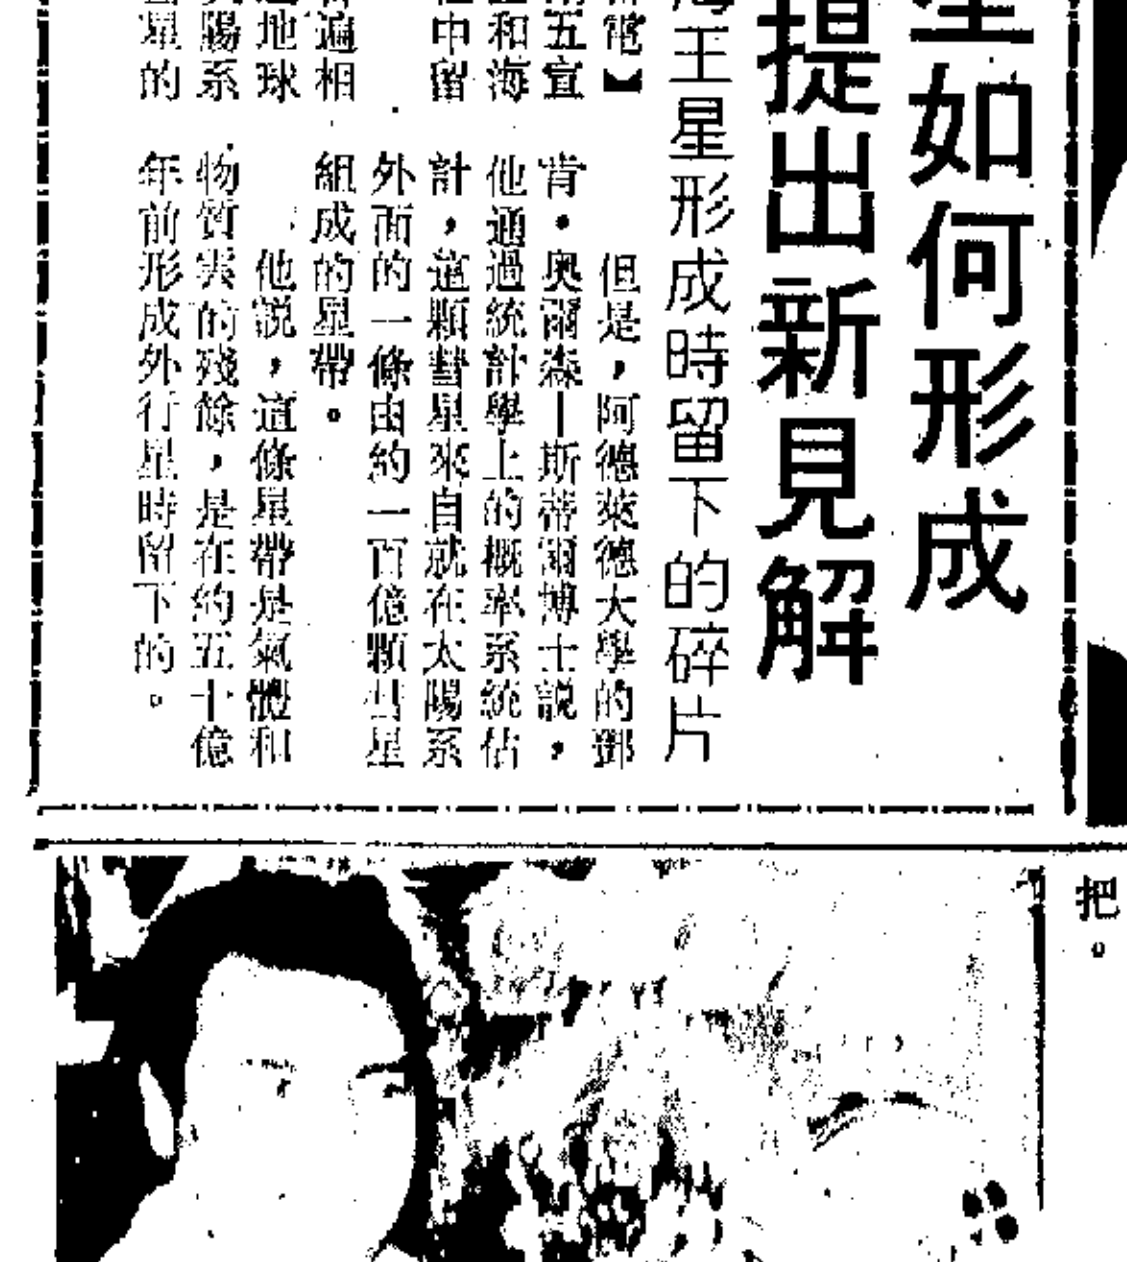 如何形成
提出新見解
王星形成時留下的碎片
電】
五宣
和海
中留
遍相
地球
陽系
星的
但是,阿德萊德大學的鄧
肯·奧爾森—斯蒂爾博士説,
他通過統計學上的概率系統估
計,這顆彗星來自就在太陽系
外面的一條由約一百億顆彗星
組成的星帶。
他説,這條星帶是氣體和
物質雲的殘餘,是在約五十億
年前形成外行星時留下的。
把。